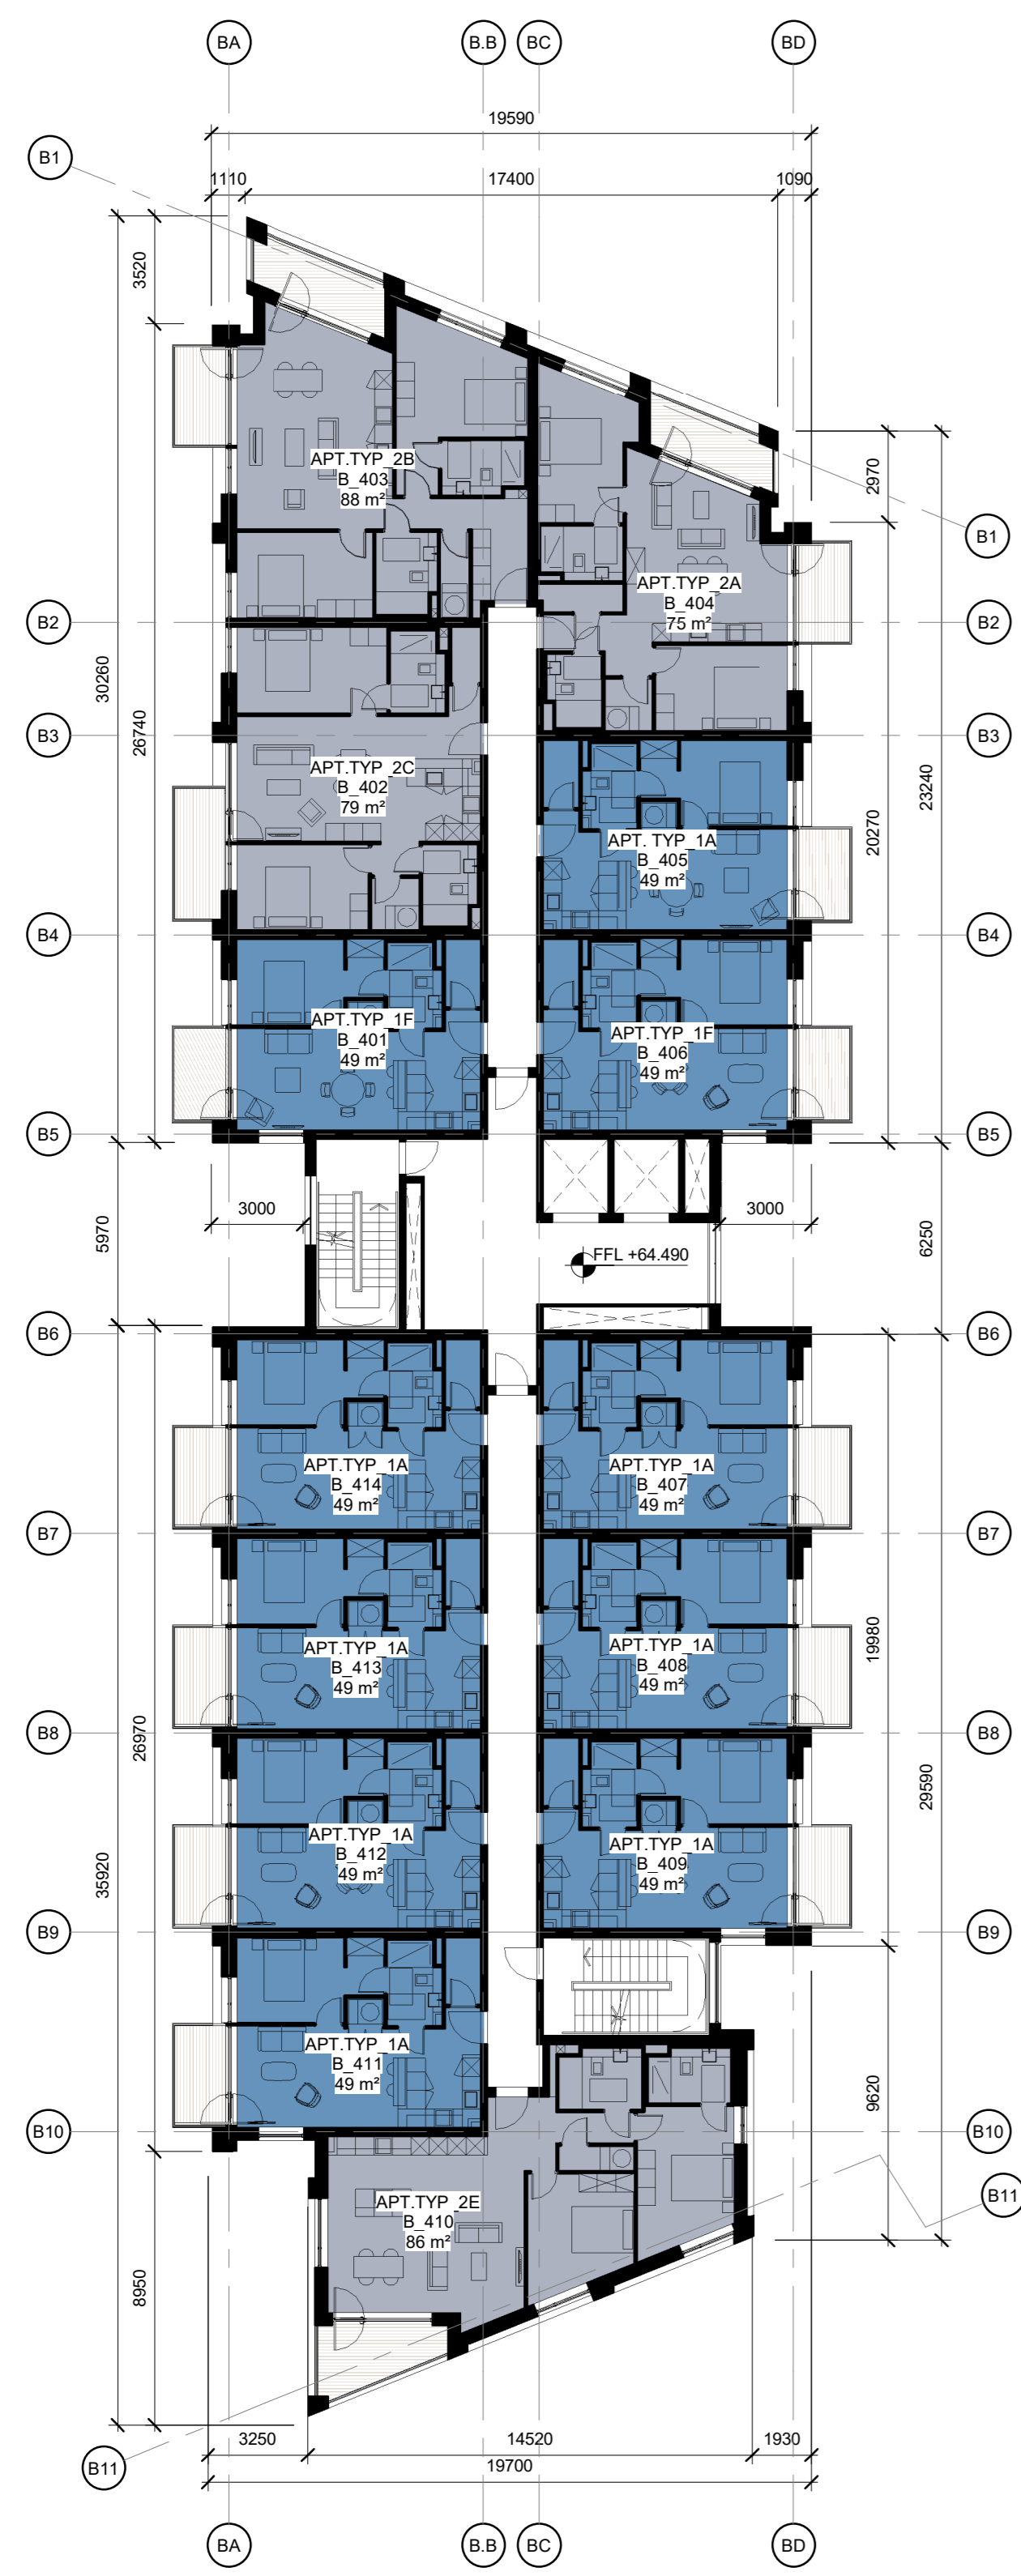 BA
B.B
BC
BD
19590
B1
1110
17400
1090
3520
2970
APT.TYP_2B
B_403
88 m²
B1
APT.TYP_2A
B_404
75 m²
B2
B2
30260
26740
B3
B3
APT.TYP_2C
B_402
79 m²
23240
20270
APT. TYP_1A
B_405
49 m²
B4
B4
APT.TYP_1F
B_401
49 m²
APT.TYP_1F
B_406
49 m²
B5
B5
3000
3000
5970
6250
FFL +64.490
B6
B6
APT.TYP_1A
B_414
49 m²
APT.TYP_1A
B_407
49 m²
B7
B7
APT.TYP_1A
B_413
49 m²
APT.TYP_1A
B_408
49 m²
19980
B8
B8
26970
29590
APT.TYP_1A
B_412
49 m²
APT.TYP_1A
B_409
49 m²
35920
B9
B9
APT.TYP_1A
B_411
49 m²
9620
B10
B10
B11
APT.TYP_2E
B_410
86 m²
8950
3250
14520
1930
19700
B11
BA
B.B
BC
BD